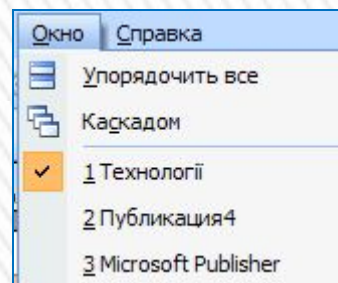 Окно Справка
Упорядочить все
Каскадом
1 Технології
2 Публикация4
3 Microsoft Publisher